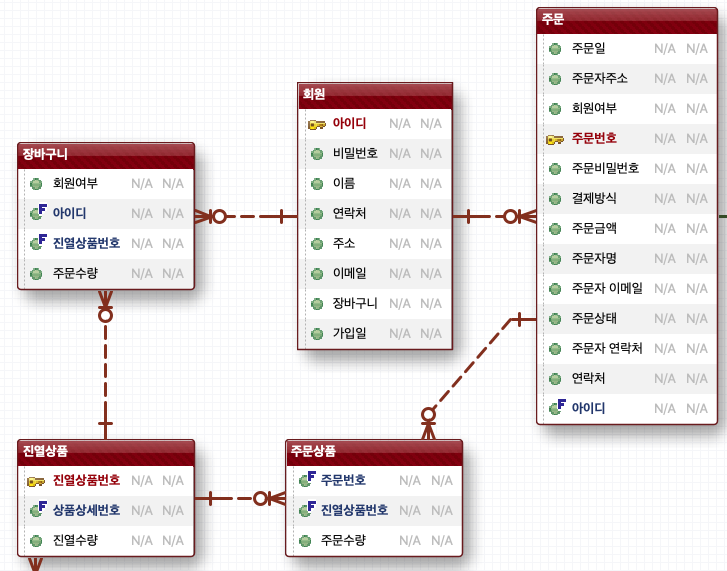 주문
주문일 N/A N/A
주문자주소 N/A N/A
회원여부 N/A N/A
주문번호 N/A N/A
주문비밀번호 N/A N/A
결제방식 N/A N/A
주문금액 N/A N/A
주문자명 N/A N/A
주문자 이메일 N/A N/A
주문상태 N/A N/A
주문자 연락처 N/A N/A
연락처 N/A N/A
아이디 N/A N/A
회원
아이디 N/A N/A
비밀번호 N/A N/A
이름 N/A N/A
연락처 N/A N/A
주소 N/A N/A
이메일 N/A N/A
장바구니 N/A N/A
가입일 N/A N/A
장바구니
회원여부 N/A N/A
F 아이디 N/A N/A
F 진열상품번호 N/A N/A
주문수량 N/A N/A
진열상품
진열상품번호 N/A N/A
F 상품상세번호 N/A N/A
진열수량 N/A N/A
주문상품
F 주문번호 N/A N/A
F 진열상품번호 N/A N/A
주문수량 N/A N/A